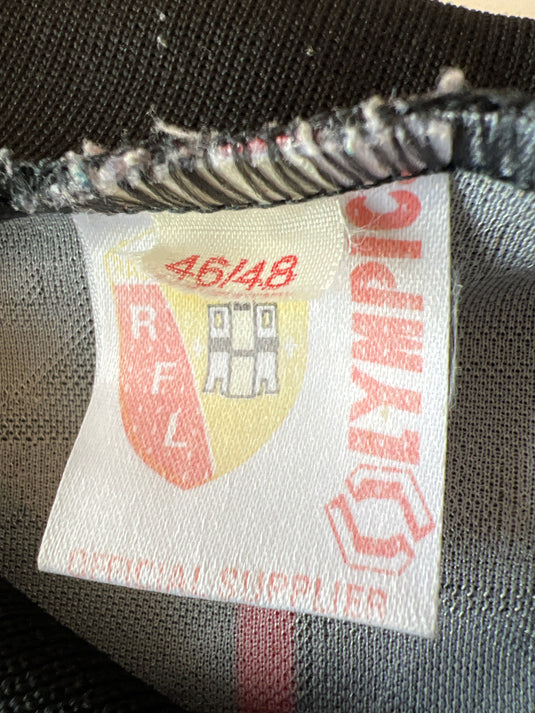 46/48
R
F
L
OLYMPIC
OFFICIAL SUPPLIER